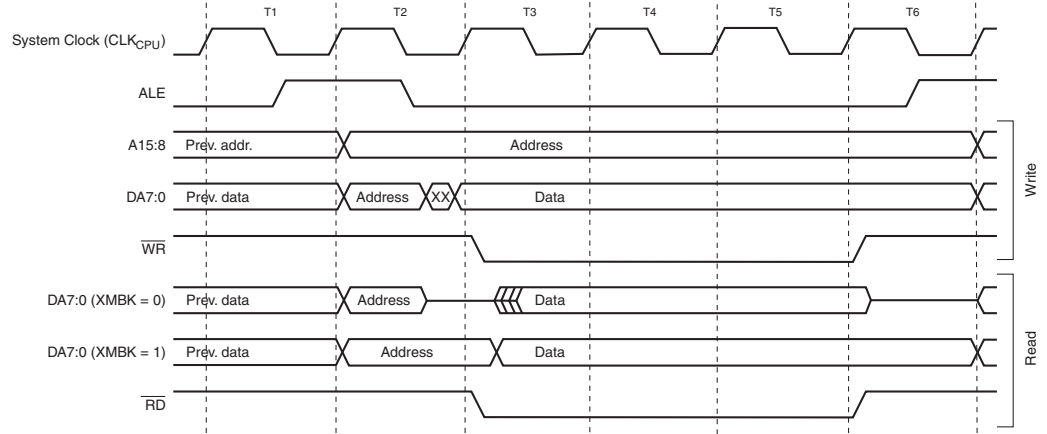 T1 T2 T3 T4 T5 T6
System Clock (CLKCPU)
ALE
A15:8 Prev. addr. Address
DA7:0 Prev. data Address XX Data
WR
Write
DA7:0 (XMBK = 0) Prev. data Address Data
DA7:0 (XMBK = 1) Prev. data Address Data
RD
Read